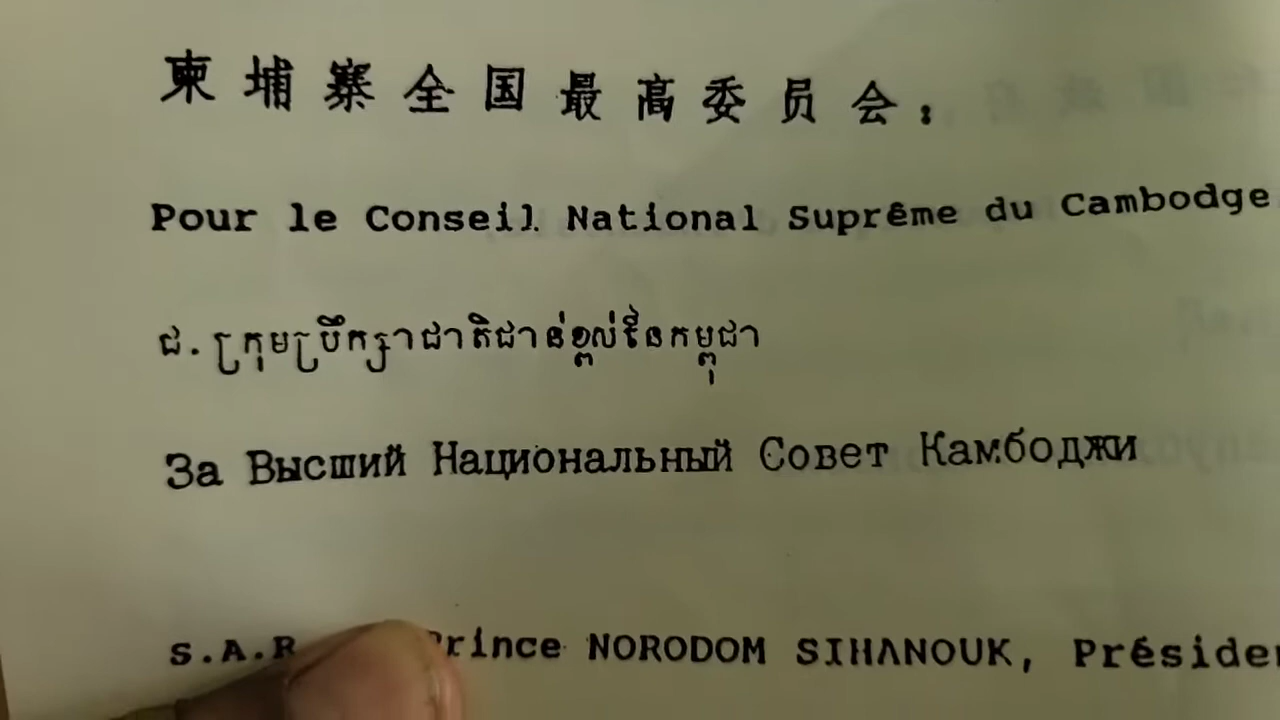 柬埔寨全国最高委员会：
Pour le Conseil National Suprême du Cambodge
ជ.ក្រុមប្រឹក្សាជាតិជាន់ខ្ពស់នៃកម្ពុជា
За Высший Национальный Совет Камбоджи
S.A.R Prince NORODOM SIHANOUK,